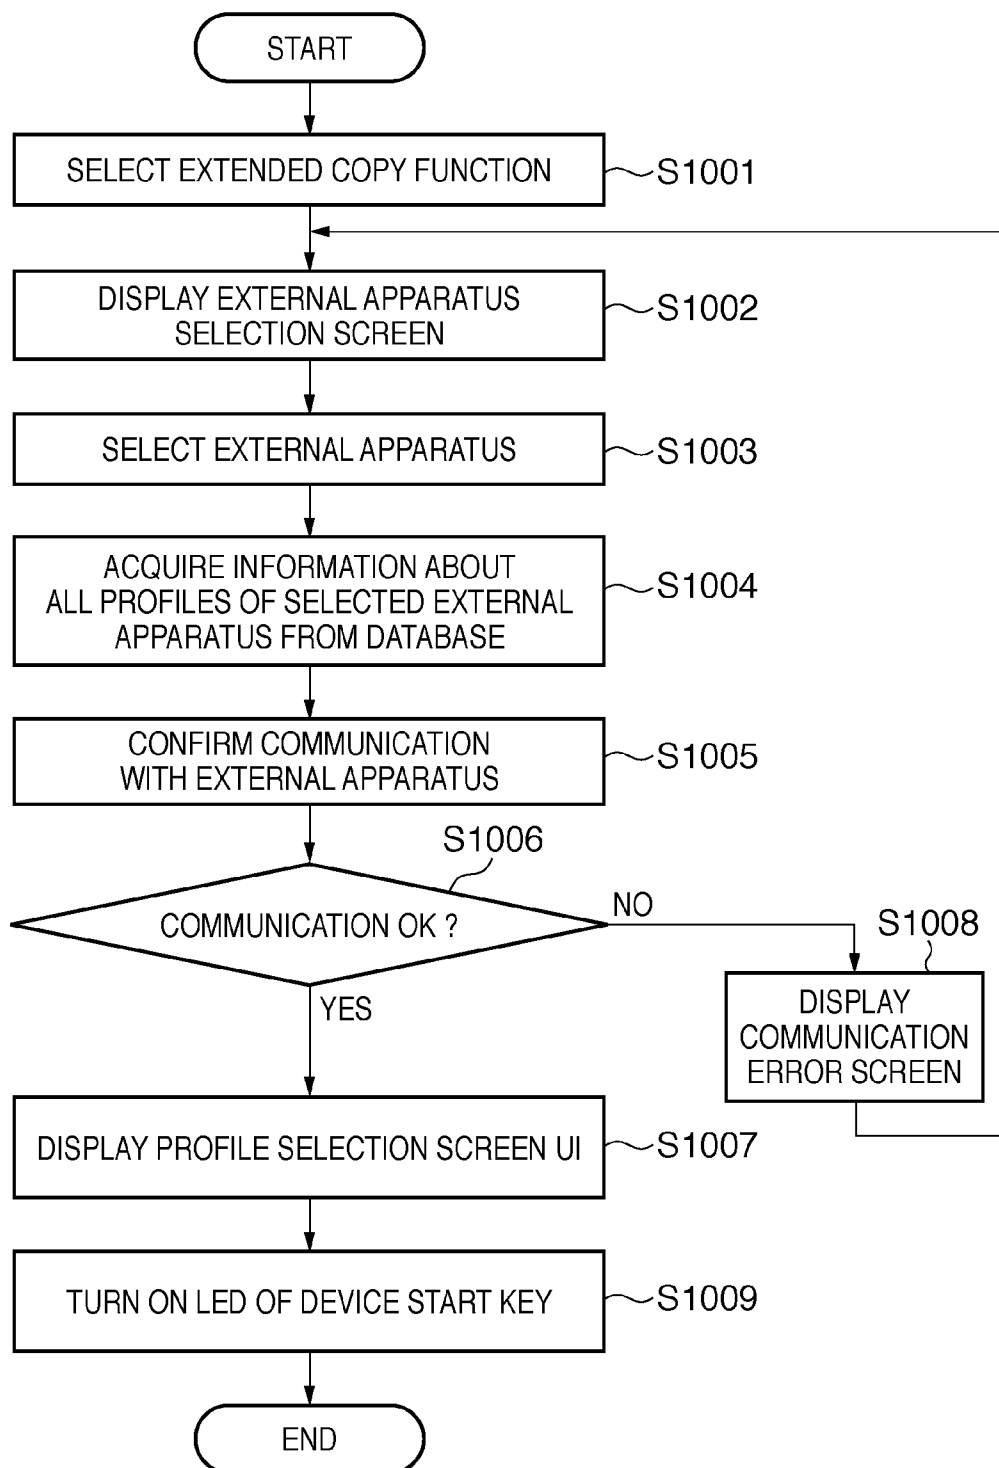 START
SELECT EXTENDED COPY FUNCTION
S1001
DISPLAY EXTERNAL APPARATUS
SELECTION SCREEN
S1002
SELECT EXTERNAL APPARATUS
S1003
ACQUIRE INFORMATION ABOUT
ALL PROFILES OF SELECTED EXTERNAL
APPARATUS FROM DATABASE
S1004
CONFIRM COMMUNICATION
WITH EXTERNAL APPARATUS
S1005
S1006
COMMUNICATION OK ?
NO
YES
S1008
DISPLAY
COMMUNICATION
ERROR SCREEN
DISPLAY PROFILE SELECTION SCREEN UI
S1007
TURN ON LED OF DEVICE START KEY
S1009
END